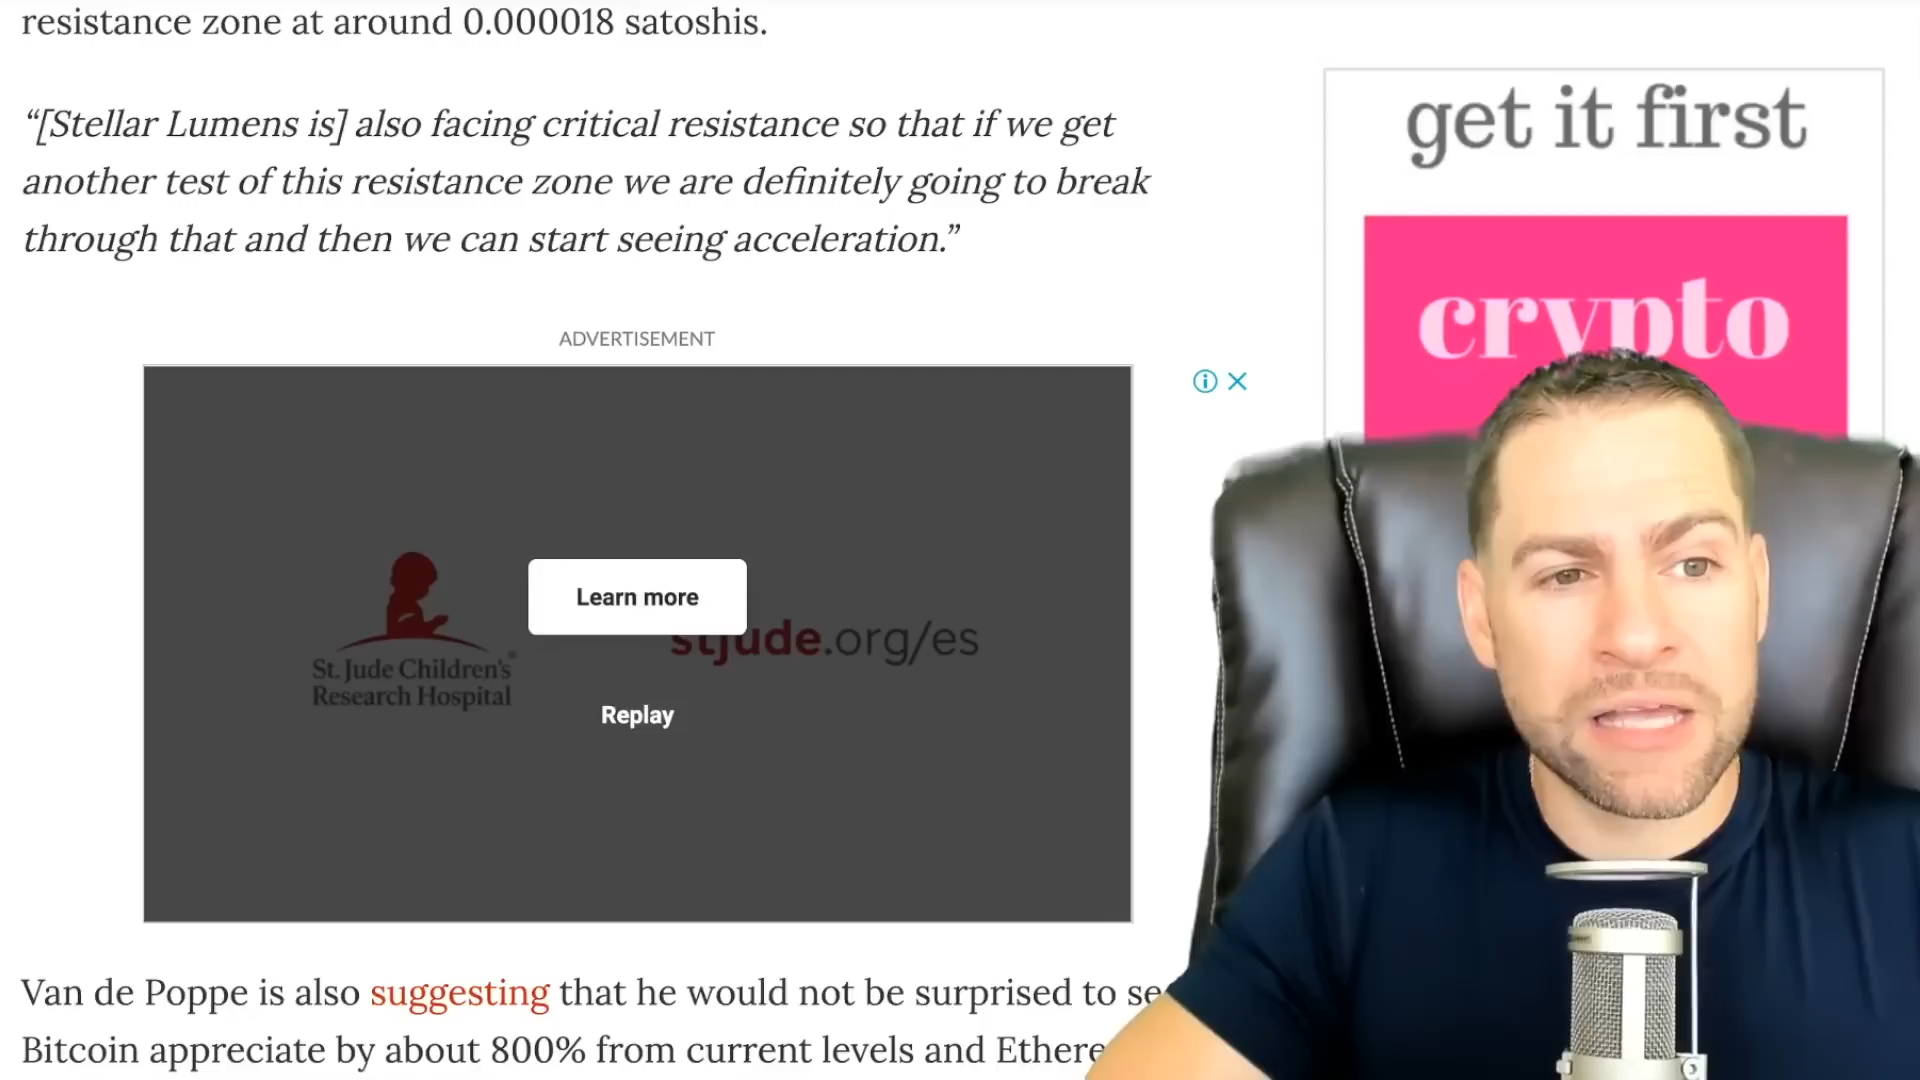 resistance zone at around 0.000018 satoshis.
“[Stellar Lumens is] also facing critical resistance so that if we get
another test of this resistance zone we are definitely going to break
through that and then we can start seeing acceleration.”
ADVERTISEMENT
St. Jude Children's
Research Hospital
Learn more
stjude.org/es
Replay
get it first
crypto
Van de Poppe is also suggesting that he would not be surprised to
Bitcoin appreciate by about 800% from current levels and